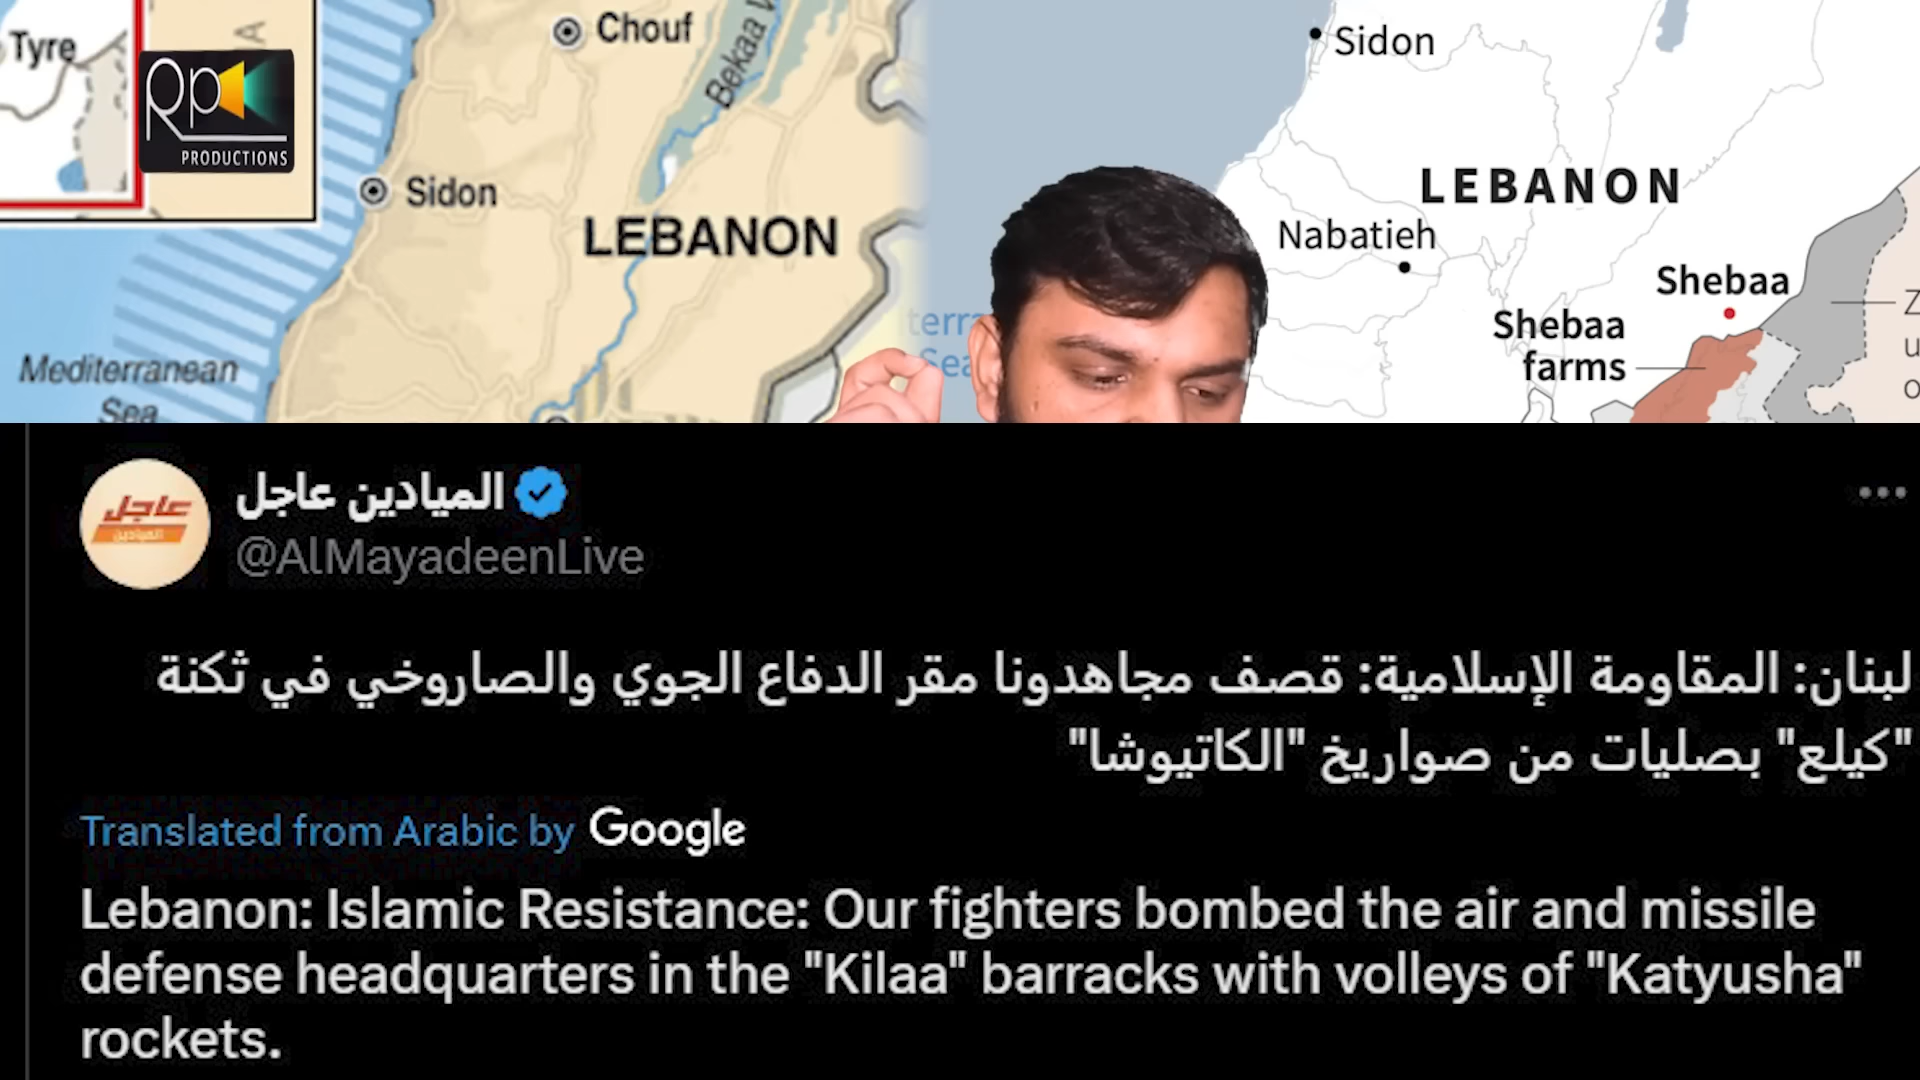 Tyre
Rp
PRODUCTIONS
Chouf
Bekaa
Sidon
LEBANON
Mediterranean
Sea
Sidon
LEBANON
Nabatieh
Shebaa
Shebaa
farms
الميادين عاجل
@AlMayadeenLive
عاجل
الميادين
لبنان: المقاومة الإسلامية: قصف مجاهدونا مقر الدفاع الجوي والصاروخي في ثكنة
"كيلع" بصليات من صواريخ "الكاتيوشا"
Translated from Arabic by Google
Lebanon: Islamic Resistance: Our fighters bombed the air and missile
defense headquarters in the "Kilaa" barracks with volleys of "Katyusha"
rockets.